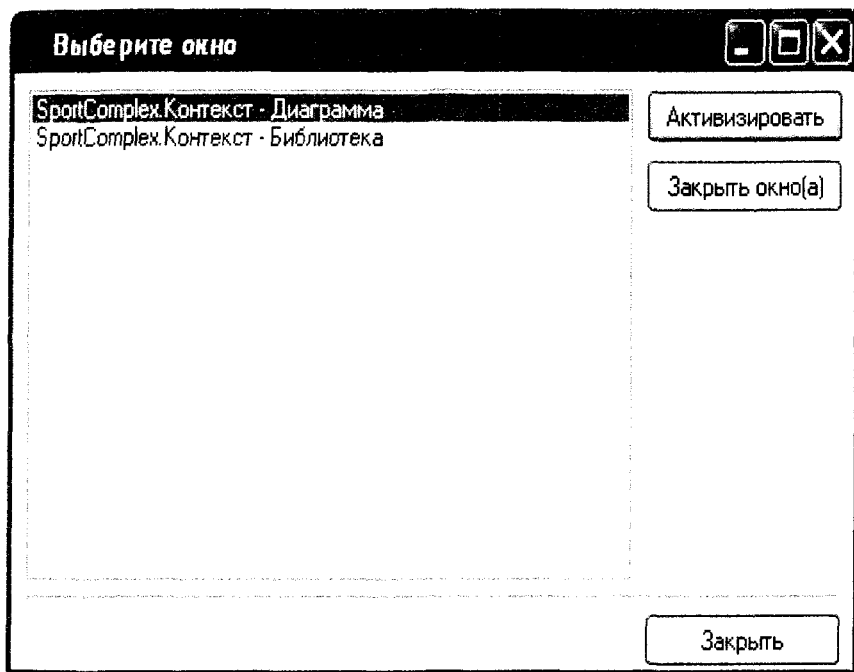 Выберите окно
SportComplex.Контекст - Диаграмма
SportComplex.Контекст - Библиотека
Активизировать
Закрыть окно(а)
Закрыть